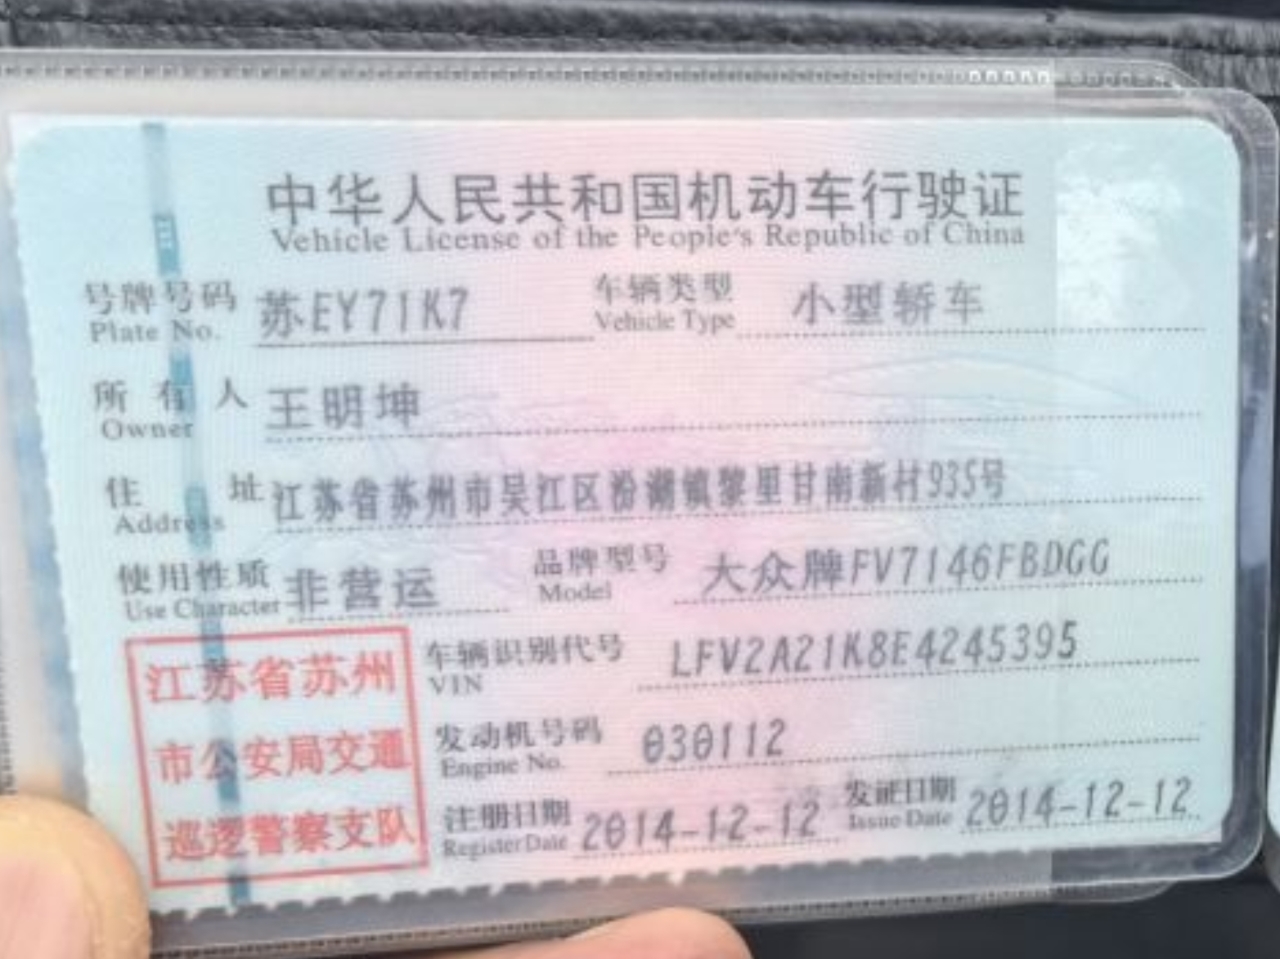 中华人民共和国机动车行驶证
Vehicle License of the People's Republic of China
号牌号码 苏EY71K7 车辆类型 小型轿车
Plate No. Vehicle Type
所有人 王明坤
Owner
住址 江苏省苏州市吴江区汾湖镇黎里甘南新村935号
Address
使用性质 非营运 品牌型号 大众牌FV7146FBDGG
Use Character Model
江苏省苏州
市公安局交通
巡逻警察支队
车辆识别代号 LFV2A21K8E4245395
VIN
发动机号码 030112
Engine No.
注册日期 2014-12-12 发证日期 2014-12-12
Register Date Issue Date